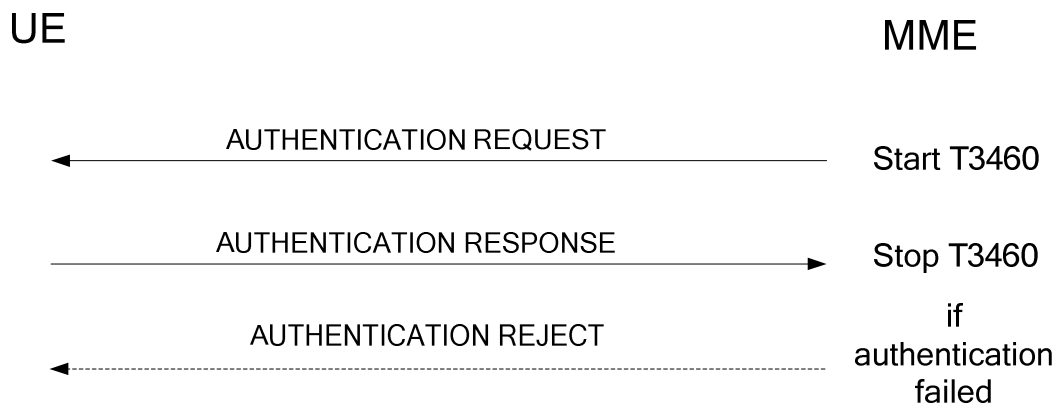 UE
MME
AUTHENTICATION REQUEST
Start T3460
AUTHENTICATION RESPONSE
Stop T3460
AUTHENTICATION REJECT
if
authentication
failed